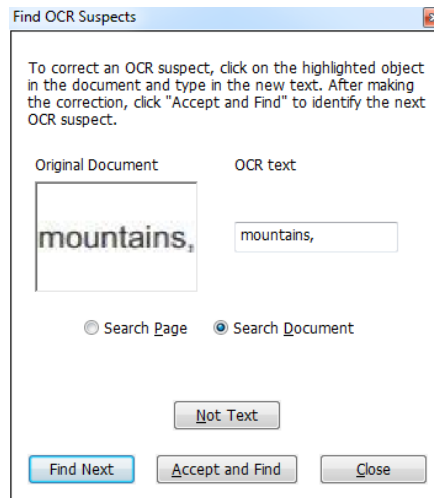 Find OCR Suspects
To correct an OCR suspect, click on the highlighted object
in the document and type in the new text. After making
the correction, click "Accept and Find" to identify the next
OCR suspect.
Original Document OCR text
mountains, mountains,
Search Page Search Document
Not Text
Find Next Accept and Find Close